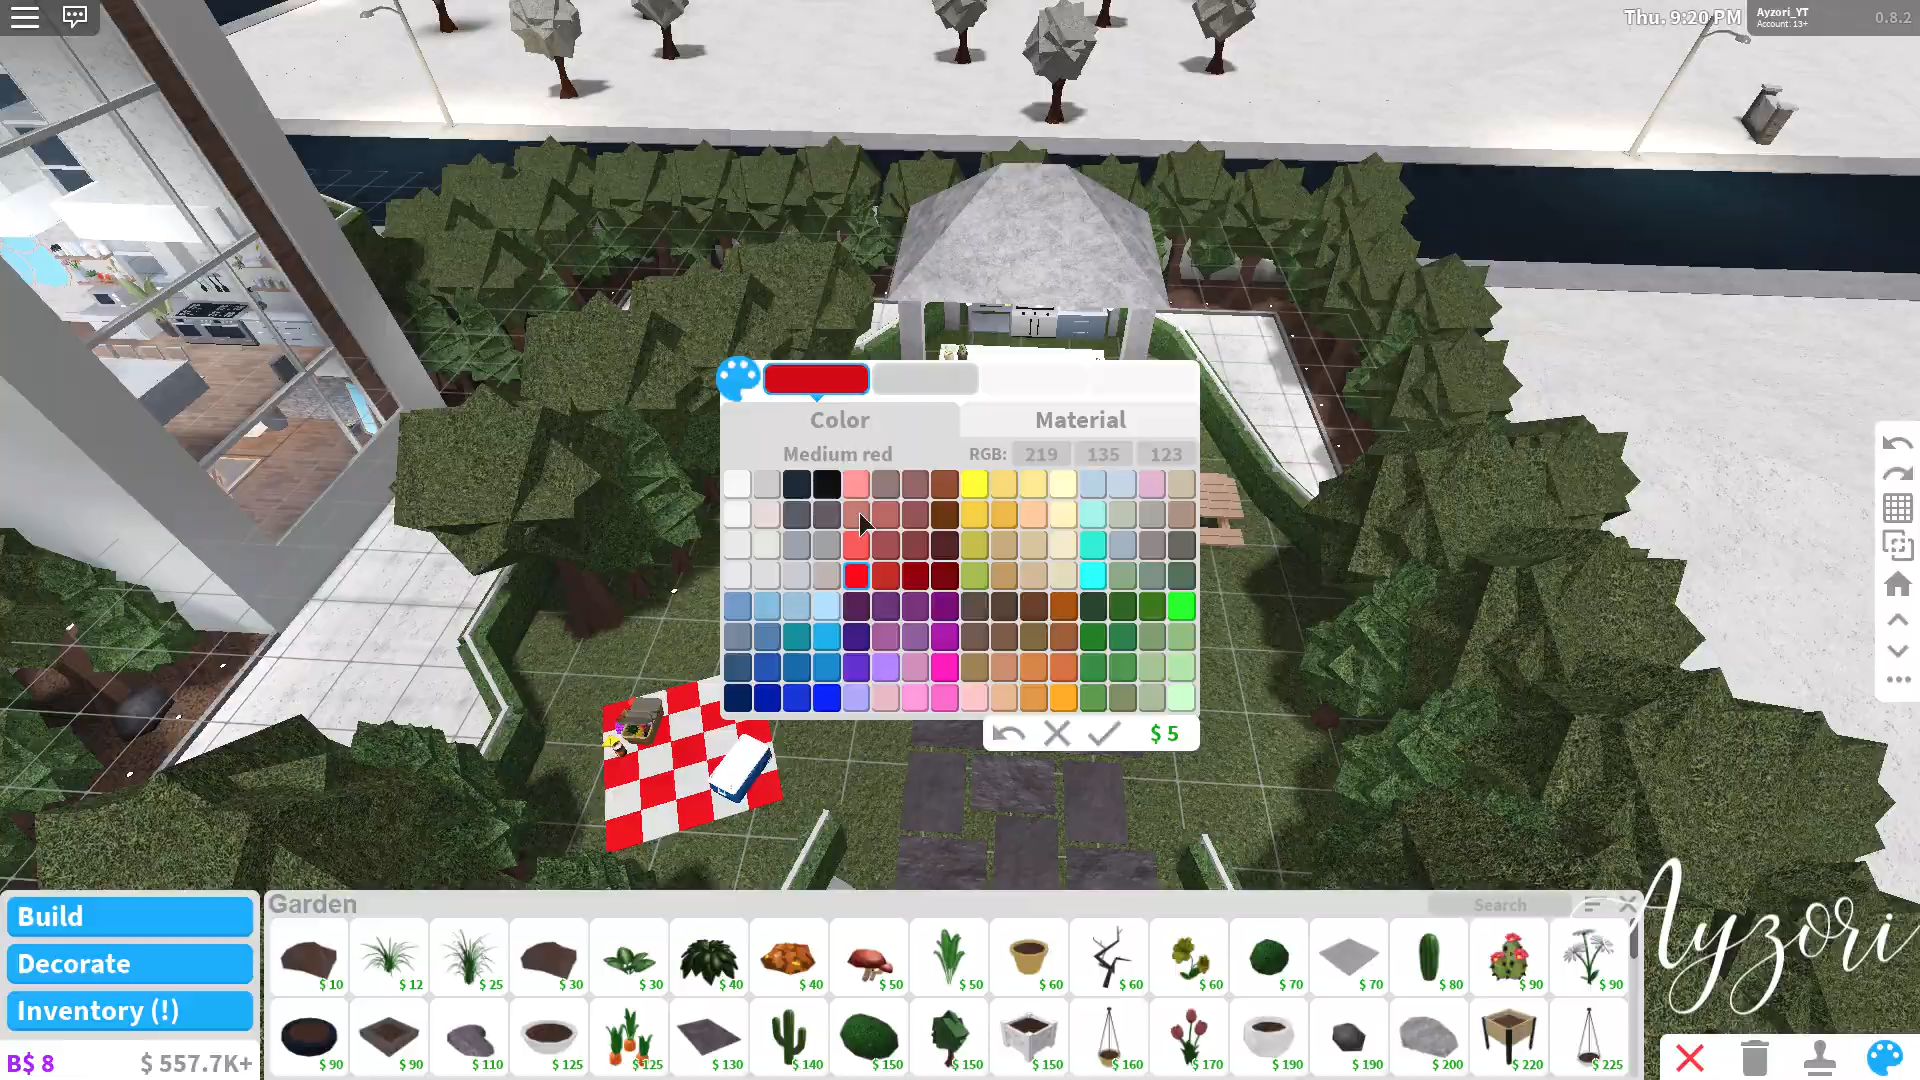 Thu. 9:20 PM
Ayzori_YT
Account: 13+
0.8.2
Color
Material
Medium red
RGB: 219 135 123
$ 5
Build
Decorate
Inventory (!)
B$ 8
$ 557.7K+
Garden
Search
$ 10
$ 12
$ 25
$ 30
$ 30
$ 40
$ 40
$ 50
$ 50
$ 60
$ 60
$ 60
$ 70
$ 70
$ 80
$ 90
$ 90
$ 90
$ 90
$ 110
$ 125
$ 125
$ 130
$ 140
$ 150
$ 150
$ 150
$ 160
$ 170
$ 190
$ 190
$ 200
$ 220
$ 225
Ayzori